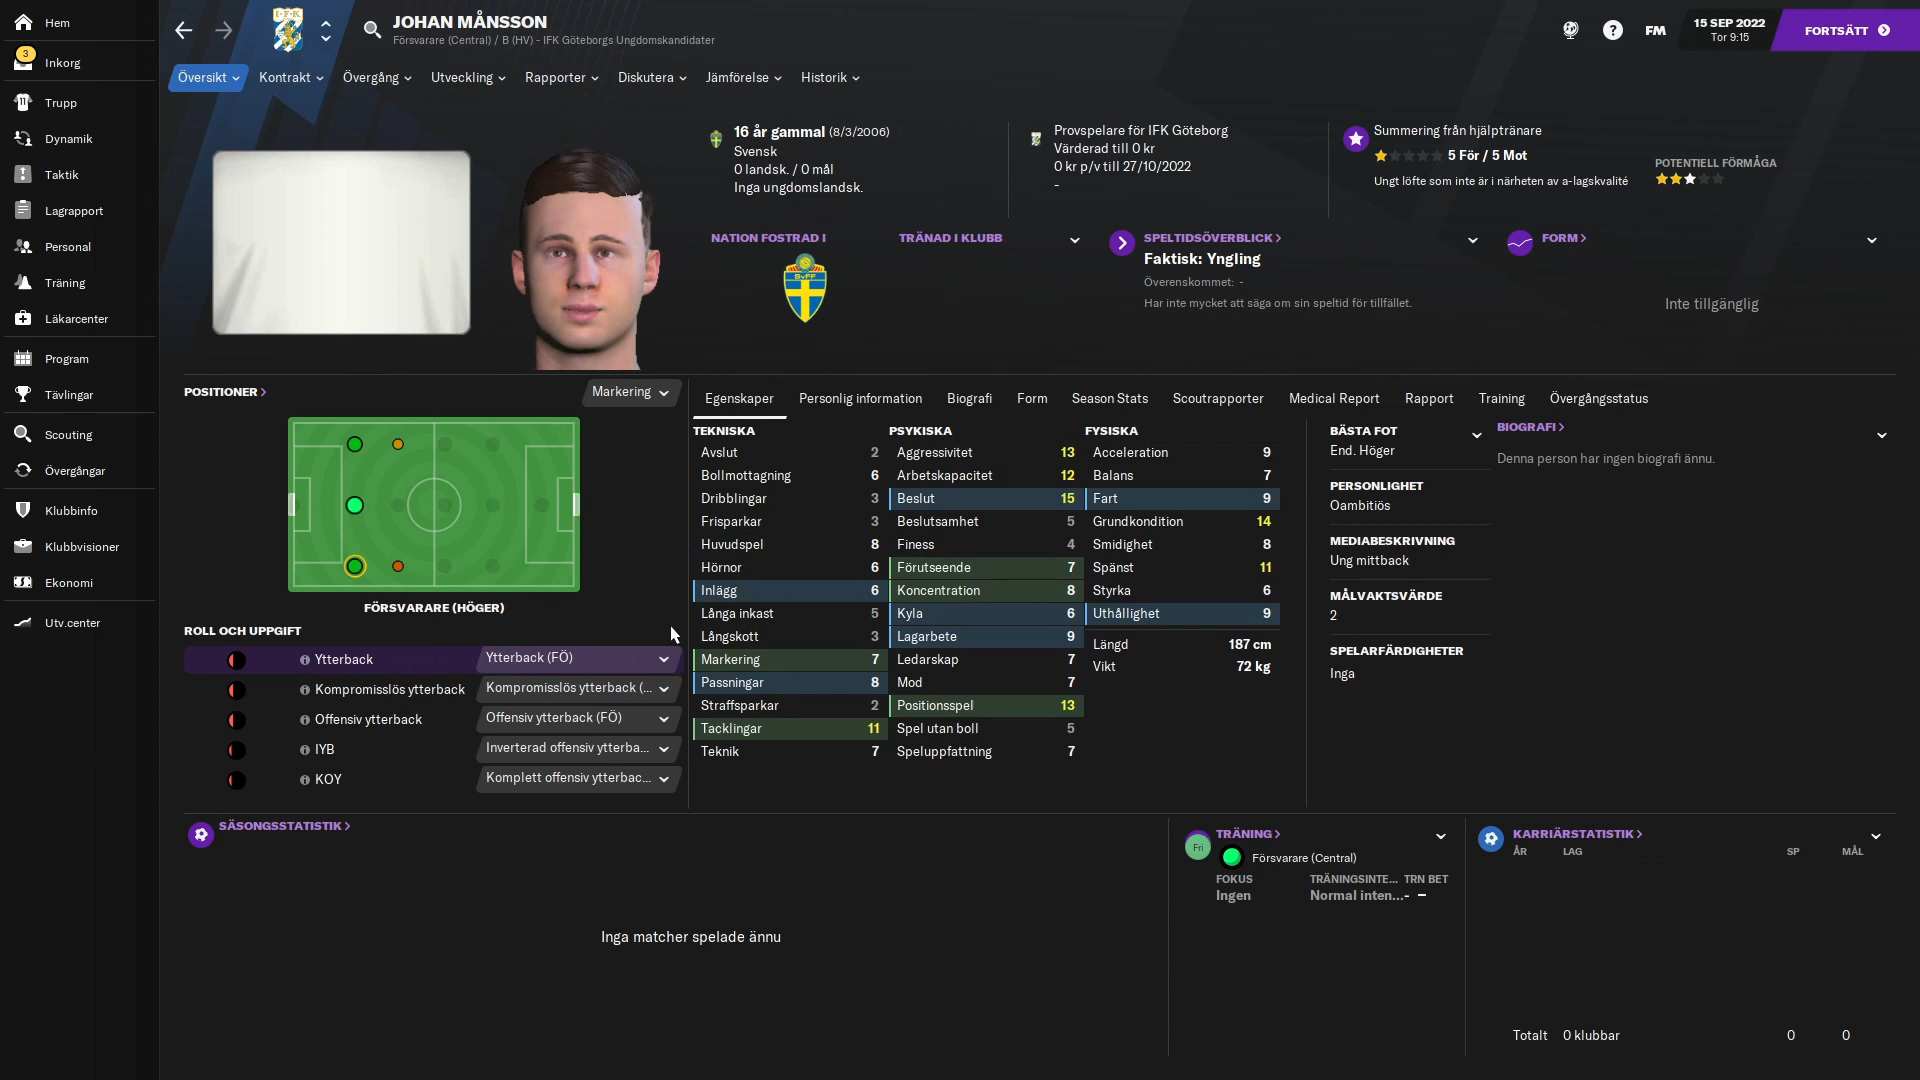 Hem
3
Inkorg
Trupp
Dynamik
Taktik
Lagrapport
Personal
Träning
Läkarcenter
Program
Tävlingar
Scouting
Övergångar
Klubbinfo
Klubbvisioner
Ekonomi
Utv.center
I.F.K
JOHAN MÅNSSON
Försvarare (Central) / B (HV) - IFK Göteborgs Ungdomskandidater
?
FM
15 SEP 2022
Tor 9:15
FORTSÄTT
Översikt
Kontrakt
Övergång
Utveckling
Rapporter
Diskutera
Jämförelse
Historik
16 år gammal (8/3/2006)
Svensk
0 landsk. / 0 mål
Inga ungdomslandsk.
Provspelare för IFK Göteborg
Värderad till 0 kr
0 kr p/v till 27/10/2022
-
Summering från hjälptränare
5 För / 5 Mot
Ungt löfte som inte är i närheten av a-lagskvalité
POTENTIELL FÖRMÅGA
NATION FOSTRAD I
SvFF
TRÄNAD I KLUBB
SPELTIDSÖVERBLICK >
Faktisk: Yngling
Överenskommet: -
Har inte mycket att säga om sin speltid för tillfället.
FORM >
Inte tillgänglig
POSITIONER >
Markering
FÖRSVARARE (HÖGER)
ROLL OCH UPPGIFT
Ytterback Ytterback (FÖ)
Kompromisslös ytterback Kompromisslös ytterback (...
Offensiv ytterback Offensiv ytterback (FÖ)
IYB Inverterad offensiv ytterba...
KOY Komplett offensiv ytterbac...
Egenskaper Personlig information Biografi Form Season Stats Scoutrapporter Medical Report Rapport Training Övergångsstatus
TEKNISKA
Avslut 2
Bollmottagning 6
Dribblingar 3
Frisparkar 3
Huvudspel 8
Hörnor 6
Inlägg 6
Långa inkast 5
Långskott 3
Markering 7
Passningar 8
Straffsparkar 2
Tacklingar 11
Teknik 7
PSYKISKA
Aggressivitet 13
Arbetskapacitet 12
Beslut 15
Beslutsamhet 5
Finess 4
Förutseende 7
Koncentration 8
Kyla 6
Lagarbete 9
Ledarskap 7
Mod 7
Positionsspel 13
Spel utan boll 5
Speluppfattning 7
FYSISKA
Acceleration 9
Balans 7
Fart 9
Grundkondition 14
Smidighet 8
Spänst 11
Styrka 6
Uthållighet 9
Längd 187 cm
Vikt 72 kg
BÄSTA FOT
End. Höger
PERSONLIGHET
Oambitiös
MEDIABESKRIVNING
Ung mittback
MÅLVAKTSVÄRDE
2
SPELARFÄRDIGHETER
Inga
BIOGRAFI >
Denna person har ingen biografi ännu.
SÄSONGSSTATISTIK >
Inga matcher spelade ännu
Fri
TRÄNING >
Försvarare (Central)
FOKUS TRÄNINGSINTE... TRN BET
Ingen Normal inten...- –
KARRIÄRSTATISTIK >
ÅR LAG SP MÅL
Totalt 0 klubbar 0 0